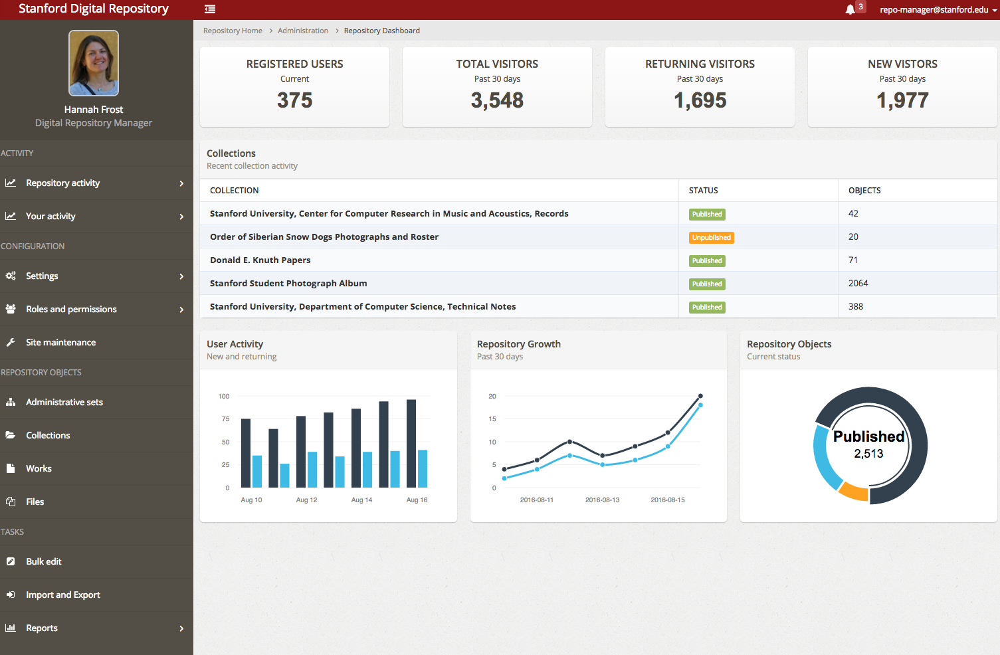 Stanford Digital Repository
3
repo-manager@stanford.edu
Hannah Frost
Digital Repository Manager
ACTIVITY
Repository activity
Your activity
CONFIGURATION
Settings
Roles and permissions
Site maintenance
REPOSITORY OBJECTS
Administrative sets
Collections
Works
Files
TASKS
Bulk edit
Import and Export
Reports
Repository Home > Administration > Repository Dashboard
REGISTERED USERS
Current
375
TOTAL VISITORS
Past 30 days
3,548
RETURNING VISITORS
Past 30 days
1,695
NEW VISTORS
Past 30 days
1,977
Collections
Recent collection activity
COLLECTION STATUS OBJECTS
Stanford University, Center for Computer Research in Music and Acoustics, Records Published 42
Order of Siberian Snow Dogs Photographs and Roster Unpublished 20
Donald E. Knuth Papers Published 71
Stanford Student Photograph Album Published 2064
Stanford University, Department of Computer Science, Technical Notes Published 388
User Activity
New and returning
100
75
50
25
0
Aug 10 Aug 12 Aug 14 Aug 16
Repository Growth
Past 30 days
20
15
10
5
0
2016-08-11 2016-08-13 2016-08-15
Repository Objects
Current status
Published
2,513